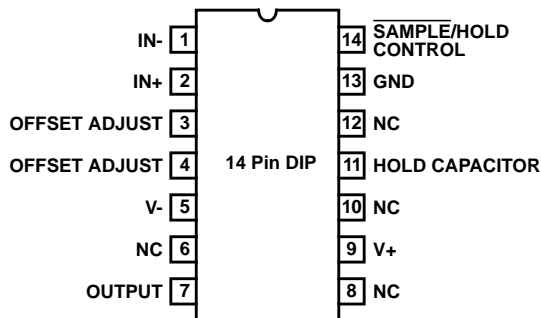 IN- 1
IN+ 2
OFFSET ADJUST 3
OFFSET ADJUST 4
V- 5
NC 6
OUTPUT 7
14 Pin DIP
14 SAMPLE/HOLD
CONTROL
13 GND
12 NC
11 HOLD CAPACITOR
10 NC
9 V+
8 NC